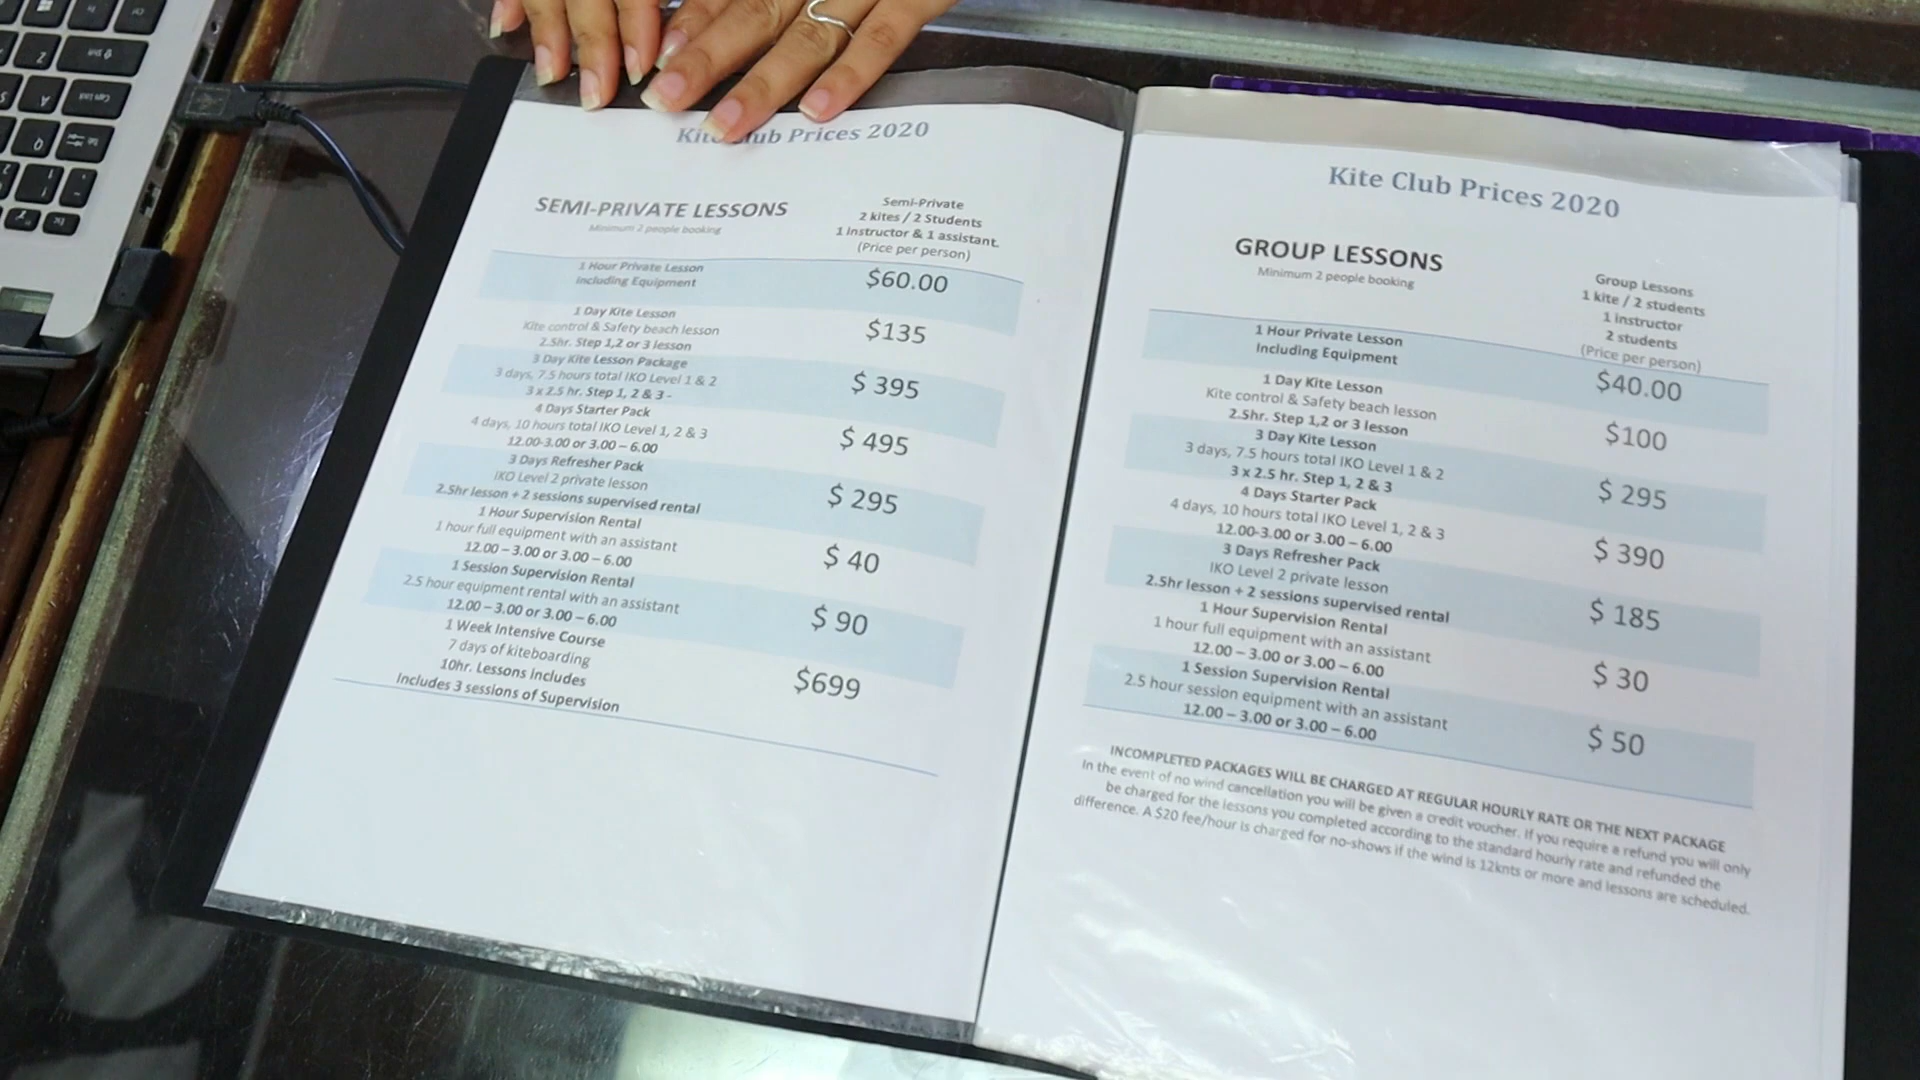 Kite Club Prices 2020
SEMI-PRIVATE LESSONS
Minimum 2 people booking
Semi-Private
2 kites / 2 Students
1 Instructor & 1 assistant.
(Price per person)
1 Hour Private Lesson
Including Equipment
$60.00
1 Day Kite Lesson
Kite control & Safety beach lesson
2.5hr. Step 1,2 or 3 lesson
$135
3 Day Kite Lesson Package
3 days, 7.5 hours total IKO Level 1 & 2
3 x 2.5 hr. Step 1, 2 & 3 -
$ 395
4 Days Starter Pack
4 days, 10 hours total IKO Level 1, 2 & 3
12.00-3.00 or 3.00 – 6.00
$ 495
3 Days Refresher Pack
IKO Level 2 private lesson
2.5hr lesson + 2 sessions supervised rental
$ 295
1 Hour Supervision Rental
1 hour full equipment with an assistant
12.00 – 3.00 or 3.00 – 6.00
$ 40
1 Session Supervision Rental
2.5 hour equipment rental with an assistant
12.00 – 3.00 or 3.00 – 6.00
$ 90
1 Week Intensive Course
7 days of kiteboarding
10hr. Lessons Includes
Includes 3 sessions of Supervision
$699
Kite Club Prices 2020
GROUP LESSONS
Minimum 2 people booking
Group Lessons
1 kite / 2 students
1 instructor
2 students
(Price per person)
1 Hour Private Lesson
Including Equipment
$40.00
1 Day Kite Lesson
Kite control & Safety beach lesson
2.5hr. Step 1,2 or 3 lesson
$100
3 Day Kite Lesson
3 days, 7.5 hours total IKO Level 1 & 2
3 x 2.5 hr. Step 1, 2 & 3
$ 295
4 Days Starter Pack
4 days, 10 hours total IKO Level 1, 2 & 3
12.00-3.00 or 3.00 – 6.00
$ 390
3 Days Refresher Pack
IKO Level 2 private lesson
2.5hr lesson + 2 sessions supervised rental
$ 185
1 Hour Supervision Rental
1 hour full equipment with an assistant
12.00 – 3.00 or 3.00 – 6.00
$ 30
1 Session Supervision Rental
2.5 hour session equipment with an assistant
12.00 – 3.00 or 3.00 – 6.00
$ 50
INCOMPLETED PACKAGES WILL BE CHARGED AT REGULAR HOURLY RATE OR THE NEXT PACKAGE
In the event of no wind cancellation you will be given a credit voucher. If you require a refund you will only
be charged for the lessons you completed according to the standard hourly rate and refunded the
difference. A $20 fee/hour is charged for no-shows if the wind is 12knts or more and lessons are scheduled.